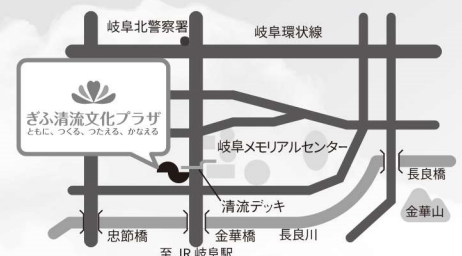 岐阜北警察署
岐阜環状線
ぎふ清流文化プラザ
ともに、つくる、つたえる、かなえる
岐阜メモリアルセンター
長良橋
清流デッキ
金華山
忠節橋
金華橋
長良川
至 JR 岐阜駅